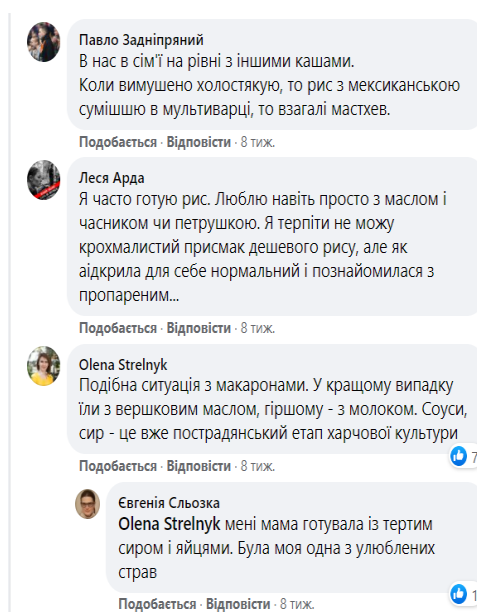 Павло Задніпряний
В нас в сім'ї на рівні з іншими кашами.
Коли вимушено холостякую, то рис з мексиканською
сумішшю в мультиварці, то взагалі мастхев.
Подобається · Відповісти · 8 тиж.
Леся Арда
Я часто готую рис. Люблю навіть просто з маслом і
часником чи петрушкою. Я терпіти не можу
крохмалистий присмак дешевого рису, але як
аідкрила для себе нормальний і познайомилася з
пропареним...
Подобається · Відповісти · 8 тиж.
Olena Strelnyk
Подібна ситуація з макаронами. У кращому випадку
їли з вершковим маслом, гіршому - з молоком. Соуси,
сир - це вже пострадянський етап харчової культури
7
Подобається · Відповісти · 8 тиж.
Євгенія Сльозка
Olena Strelnyk мені мама готувала із тертим
сиром і яйцями. Була моя одна з улюблених
страв
1
Подобається · Відповісти · 8 тиж.